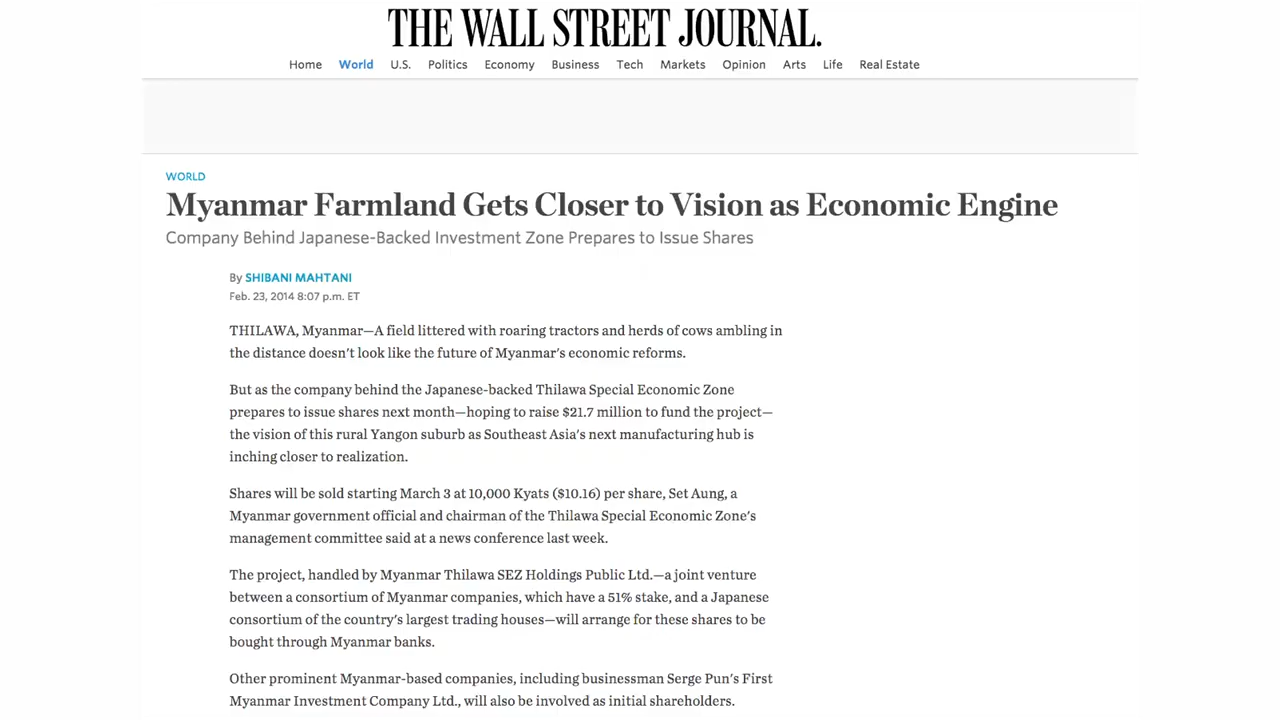 THE WALL STREET JOURNAL.
Home World U.S. Politics Economy Business Tech Markets Opinion Arts Life Real Estate
WORLD
Myanmar Farmland Gets Closer to Vision as Economic Engine
Company Behind Japanese-Backed Investment Zone Prepares to Issue Shares
By SHIBANI MAHTANI
Feb. 23, 2014 8:07 p.m. ET
THILAWA, Myanmar—A field littered with roaring tractors and herds of cows ambling in
the distance doesn't look like the future of Myanmar's economic reforms.
But as the company behind the Japanese-backed Thilawa Special Economic Zone
prepares to issue shares next month—hoping to raise $21.7 million to fund the project—
the vision of this rural Yangon suburb as Southeast Asia's next manufacturing hub is
inching closer to realization.
Shares will be sold starting March 3 at 10,000 Kyats ($10.16) per share, Set Aung, a
Myanmar government official and chairman of the Thilawa Special Economic Zone's
management committee said at a news conference last week.
The project, handled by Myanmar Thilawa SEZ Holdings Public Ltd.—a joint venture
between a consortium of Myanmar companies, which have a 51% stake, and a Japanese
consortium of the country's largest trading houses—will arrange for these shares to be
bought through Myanmar banks.
Other prominent Myanmar-based companies, including businessman Serge Pun's First
Myanmar Investment Company Ltd., will also be involved as initial shareholders.